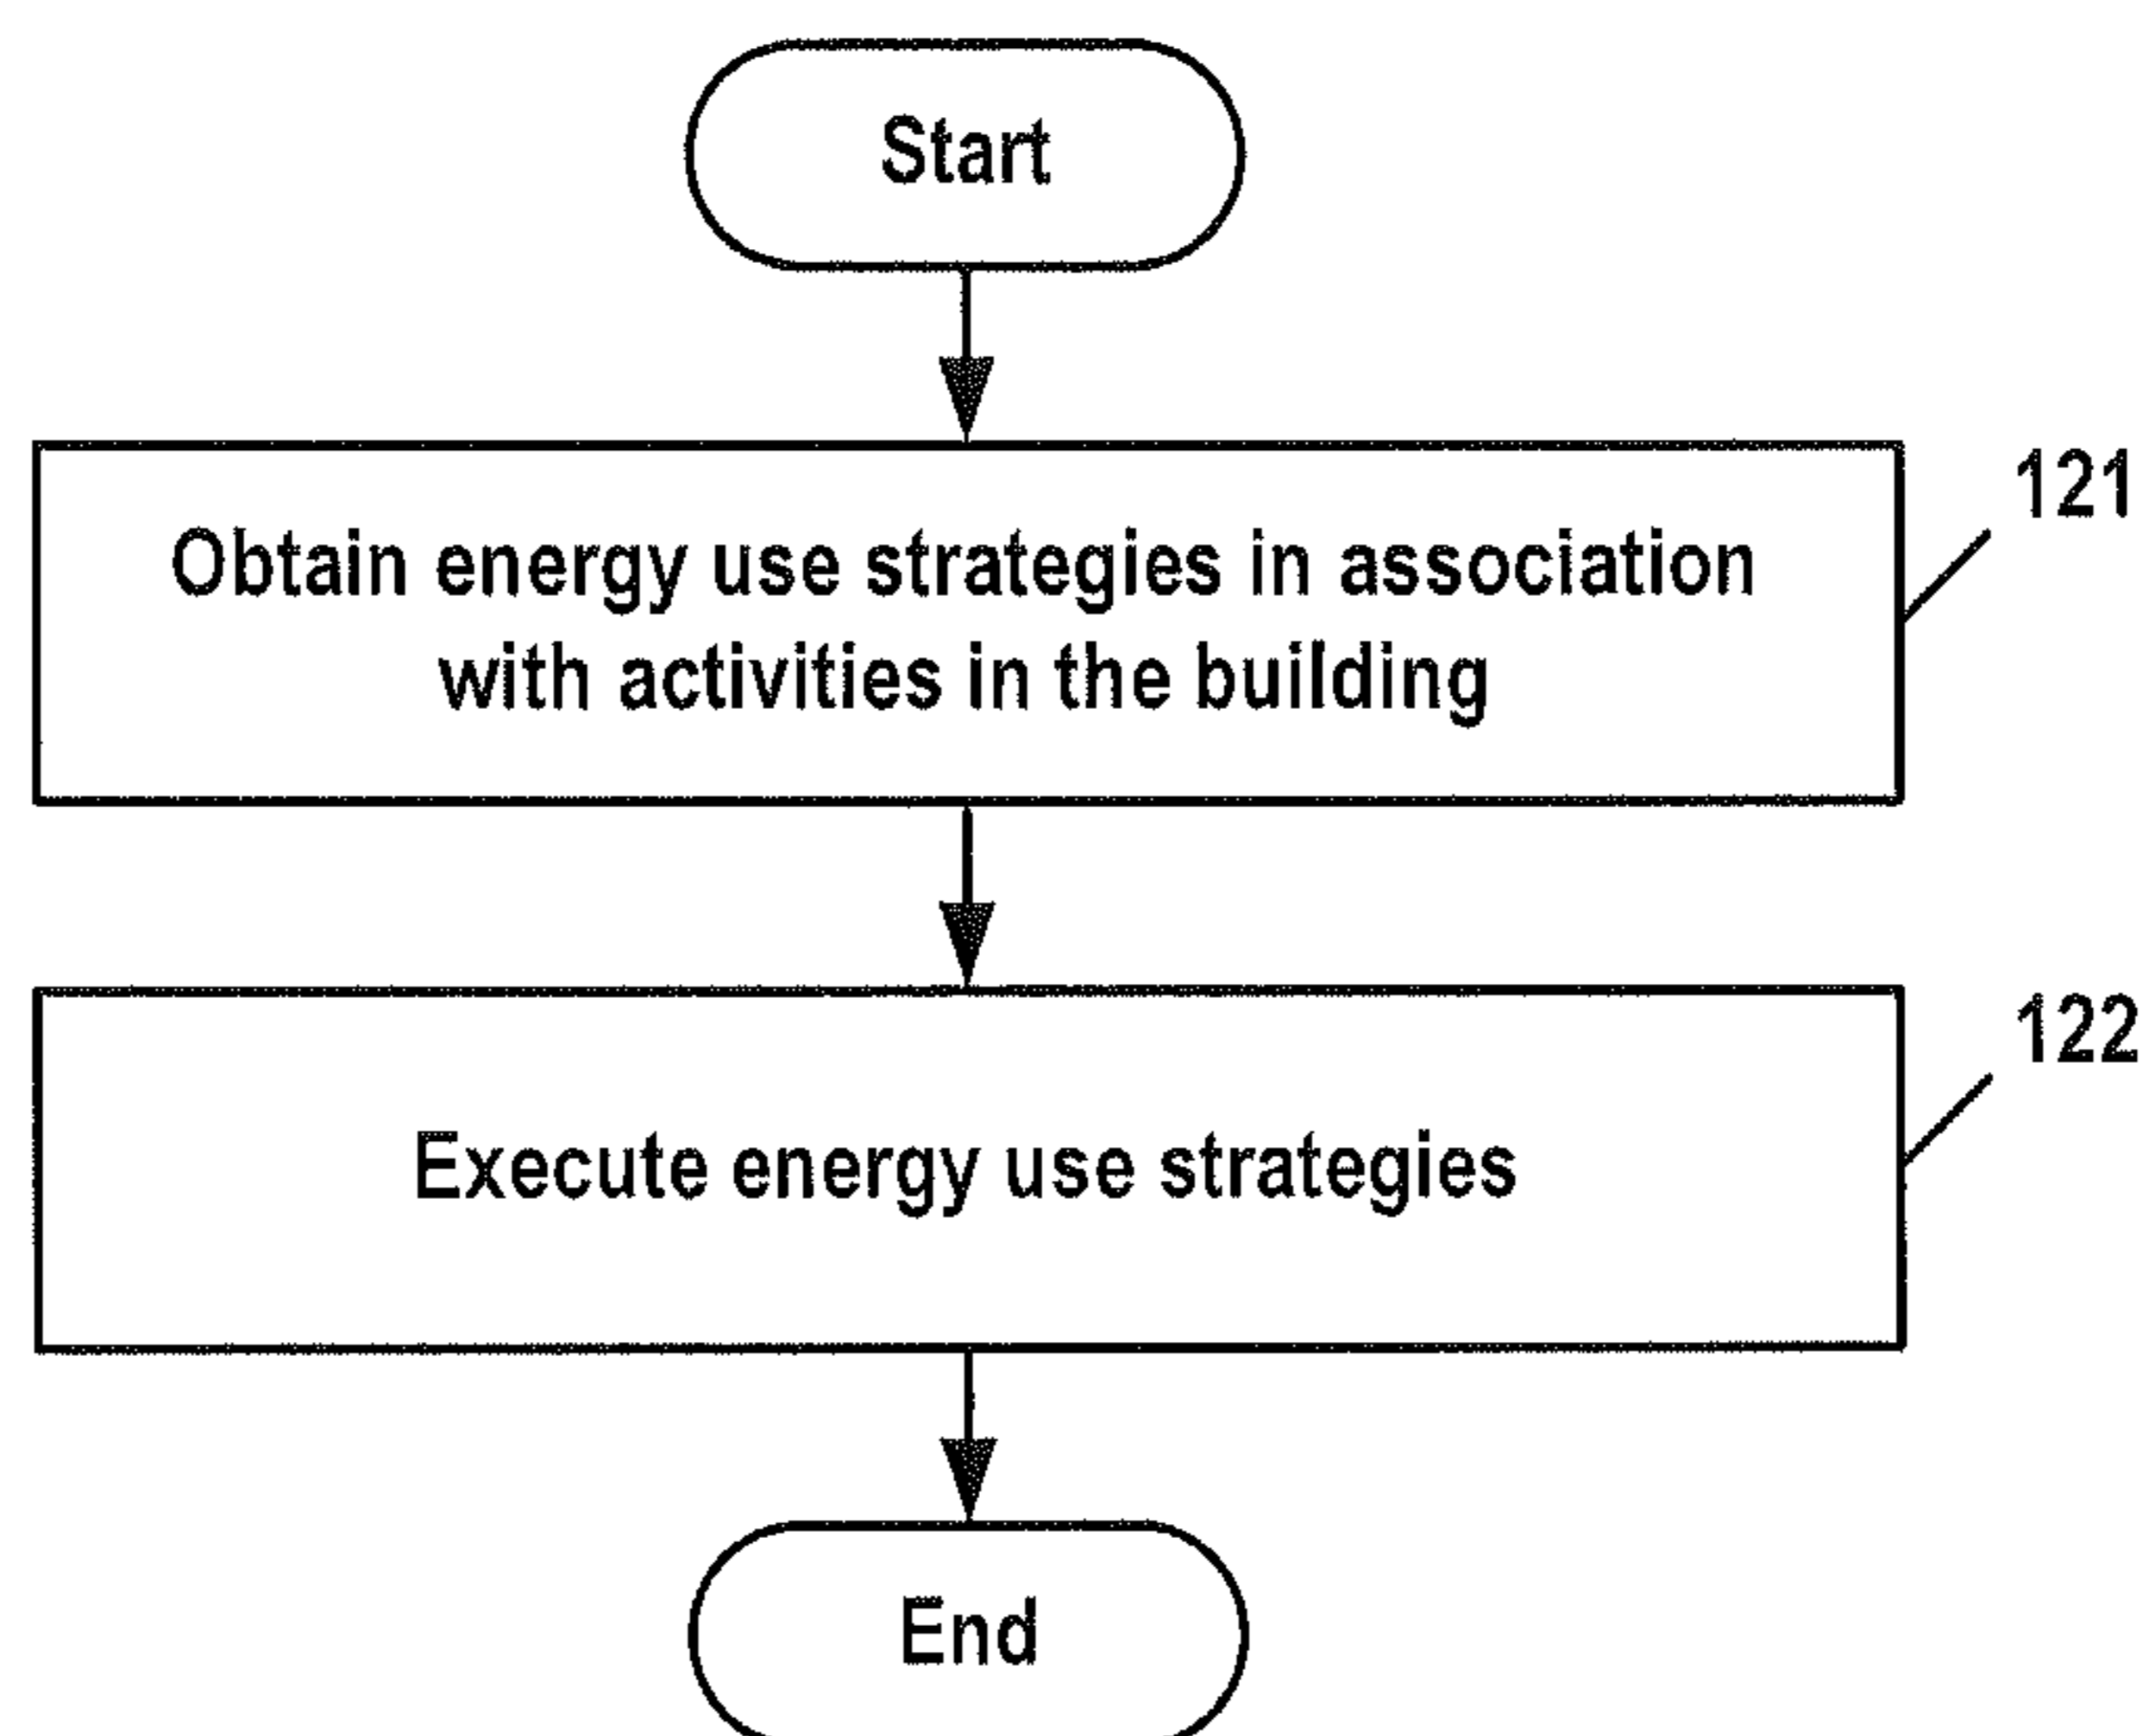 Start
121
Obtain energy use strategies in association
with activities in the building
122
Execute energy use strategies
End